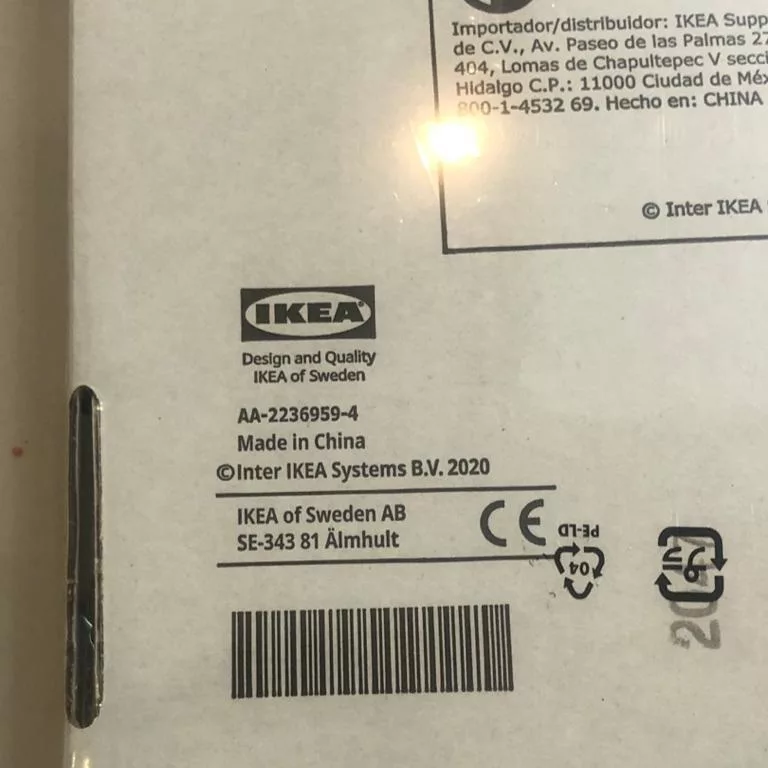 Importador/distribuidor: IKEA Supp
de C.V., Av. Paseo de las Palmas 27
404, Lomas de Chapultepec V secci
Hidalgo C.P.: 11000 Ciudad de Méx
800-1-4532 69. Hecho en: CHINA
© Inter IKEA
IKEA®
Design and Quality
IKEA of Sweden
AA-2236959-4
Made in China
©Inter IKEA Systems B.V. 2020
IKEA of Sweden AB
SE-343 81 Älmhult
CE
PE-LD
04